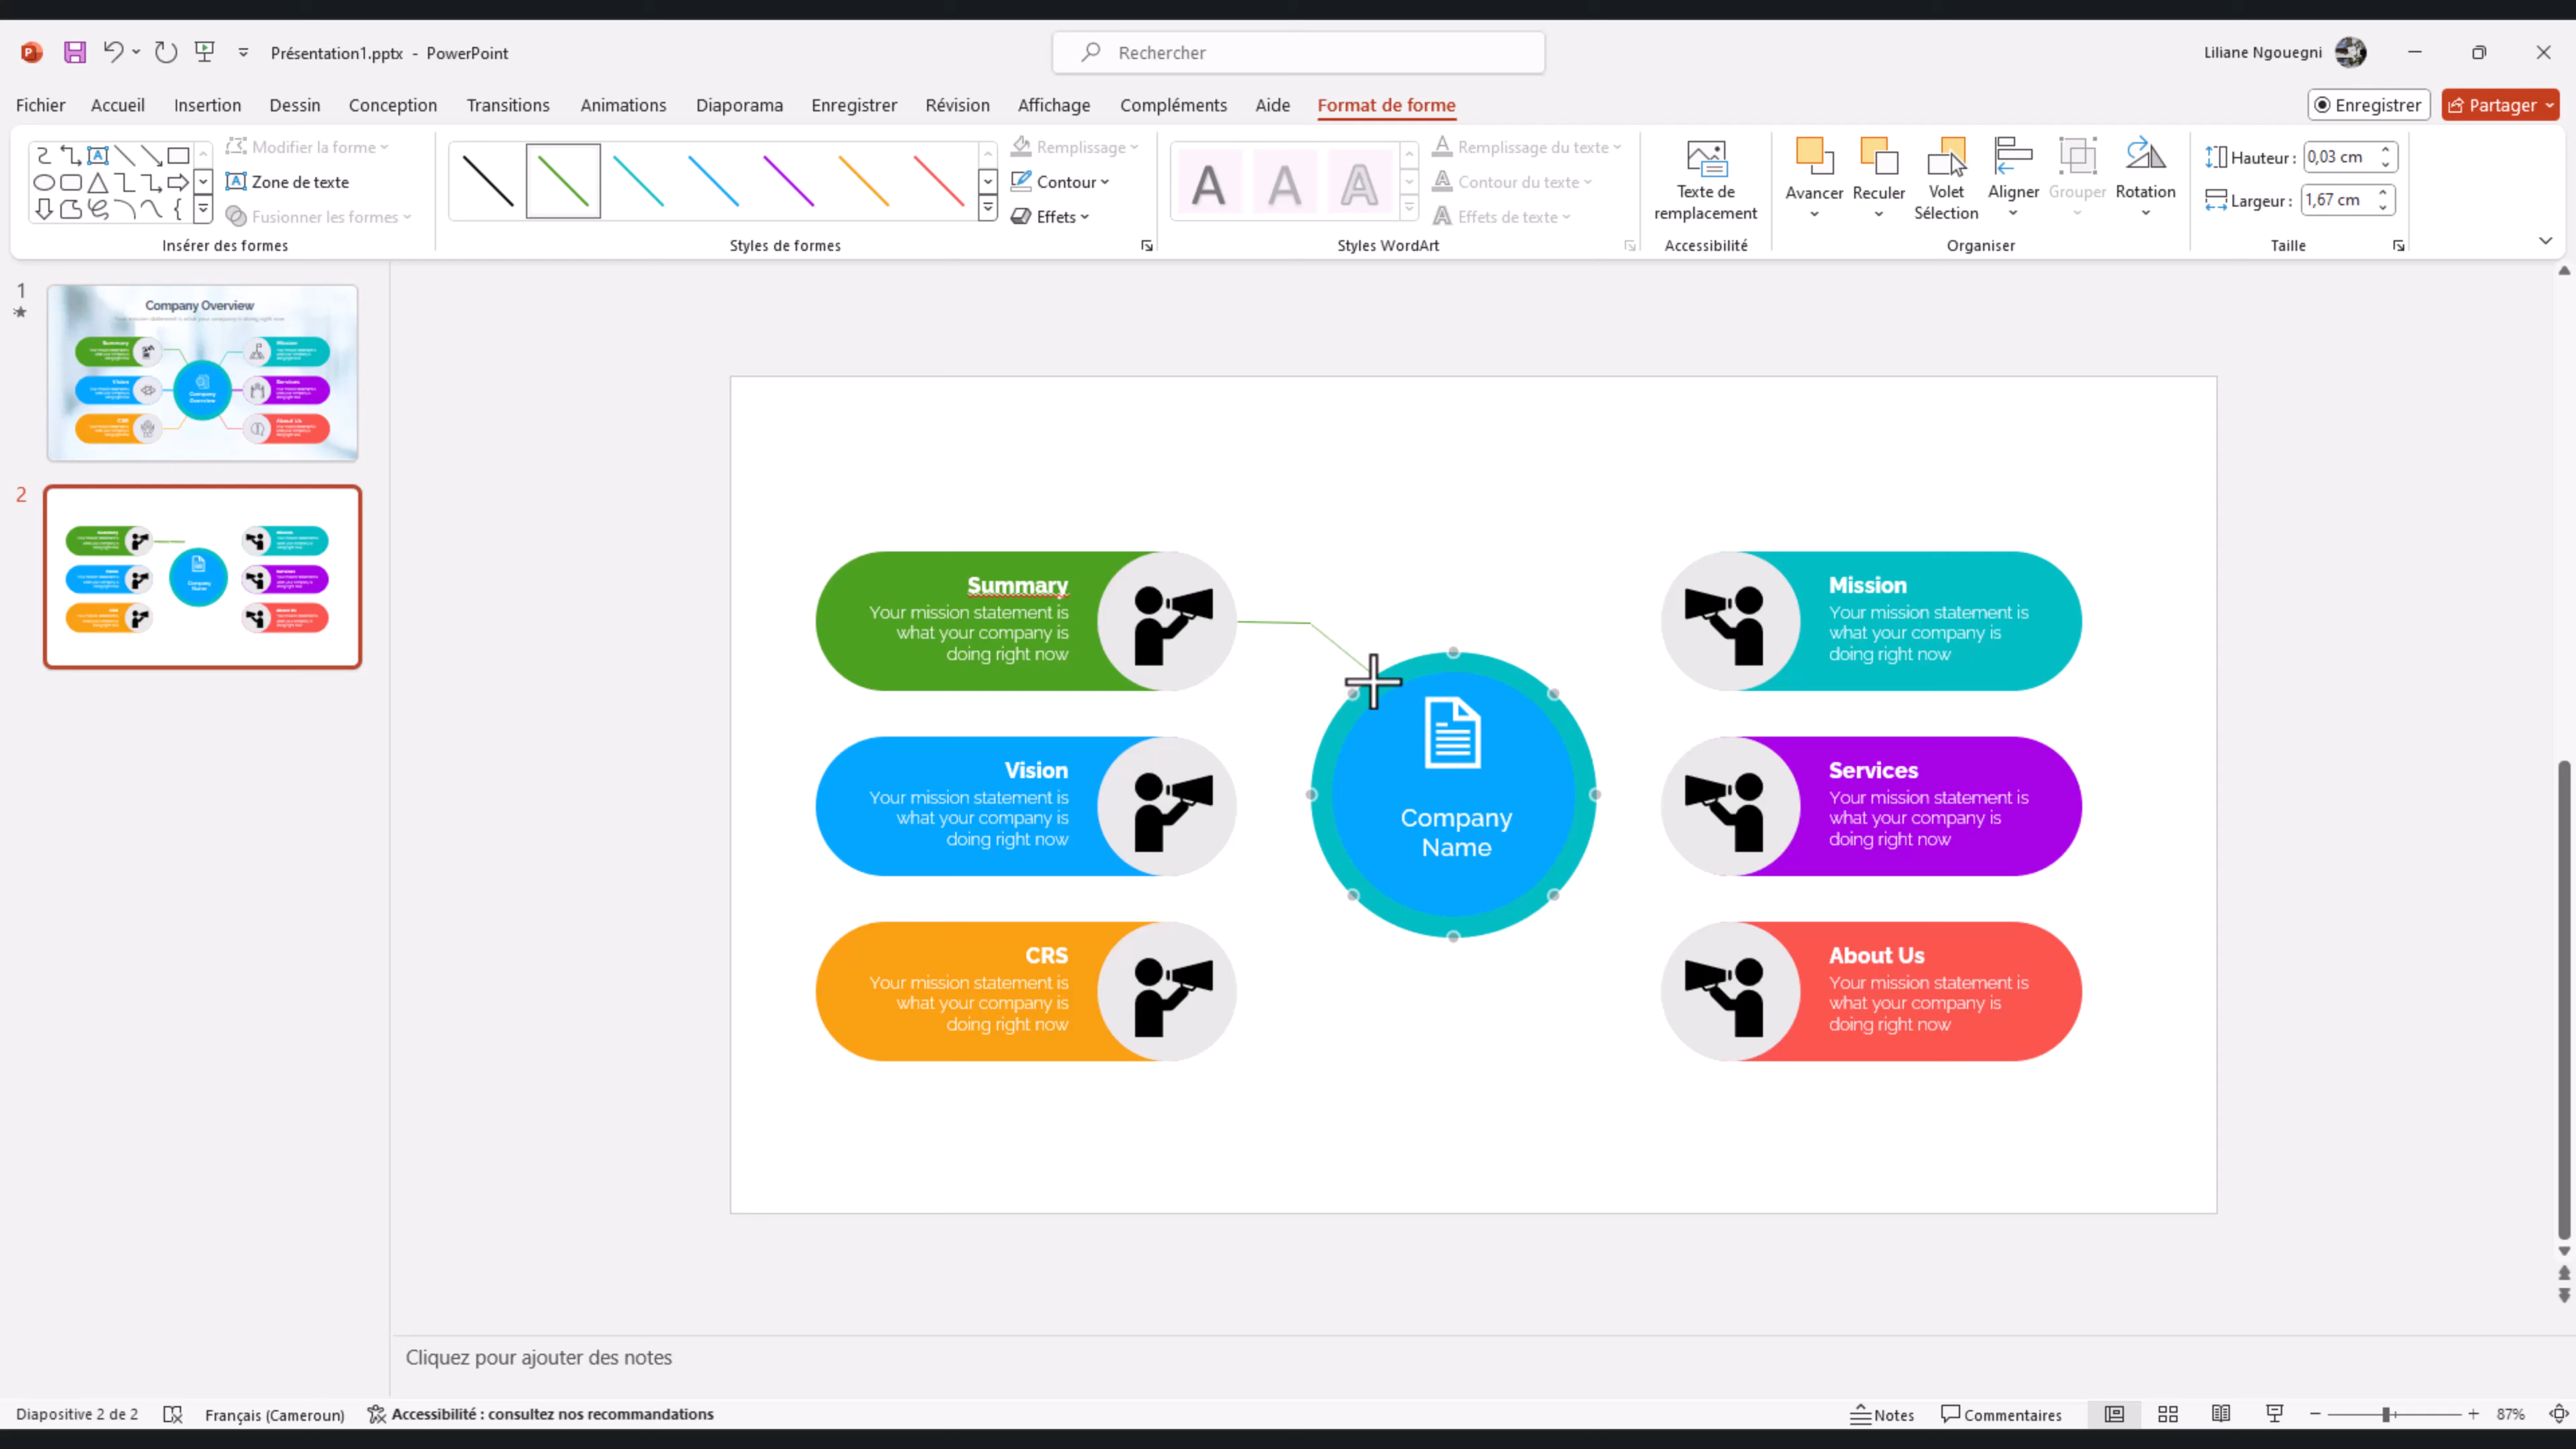 Présentation1.pptx - PowerPoint
Rechercher
Liliane Ngouegni
Fichier Accueil Insertion Dessin Conception Transitions Animations Diaporama Enregistrer Révision Affichage Compléments Aide Format de forme
Enregistrer
Partager
Modifier la forme
Zone de texte
Fusionner les formes
Insérer des formes
Remplissage
Contour
Effets
Styles de formes
A A A
Remplissage du texte
Contour du texte
Effets de texte
Styles WordArt
Texte de
remplacement
Accessibilité
Avancer
Reculer
Volet
Sélection
Aligner
Grouper
Rotation
Organiser
Hauteur : 0,03 cm
Largeur : 1,67 cm
Taille
1
Company Overview
Summary
Vision
CSR
Company
Overview
Mission
Services
About Us
2
Summary
Your mission statement is
what your company is
doing right now
Vision
Your mission statement is
what your company is
doing right now
CRS
Your mission statement is
what your company is
doing right now
Company
Name
Mission
Your mission statement is
what your company is
doing right now
Services
Your mission statement is
what your company is
doing right now
About Us
Your mission statement is
what your company is
doing right now
Cliquez pour ajouter des notes
Diapositive 2 de 2
Français (Cameroun)
Accessibilité : consultez nos recommandations
Notes
Commentaires
87%